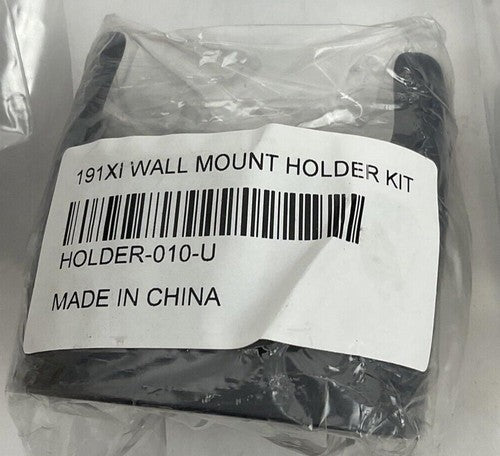 191XI WALL MOUNT HOLDER KIT
HOLDER-010-U
MADE IN CHINA